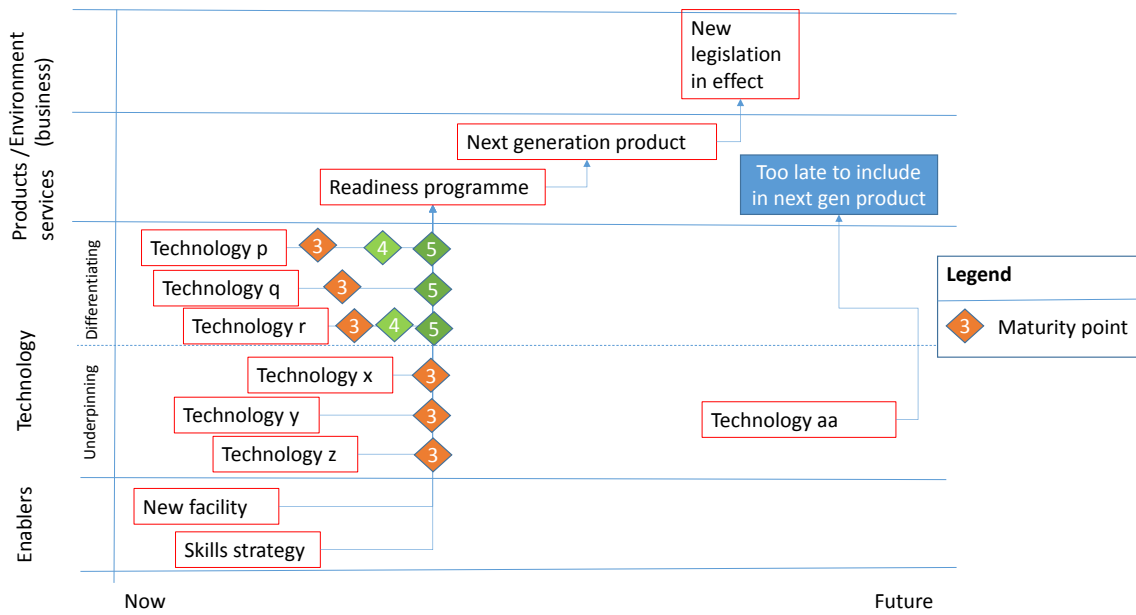 New
legislation
in effect
Environment
(business)
Next generation product
Readiness programme
Too late to include
in next gen product
Products /
services
Technology p
3
4
5
Technology q
3
5
Technology r
3
4
5
Differentiating
Technology
Technology x
3
Technology y
3
Technology z
3
Underpinning
Technology aa
Legend
3
Maturity point
New facility
Skills strategy
Enablers
Now
Future